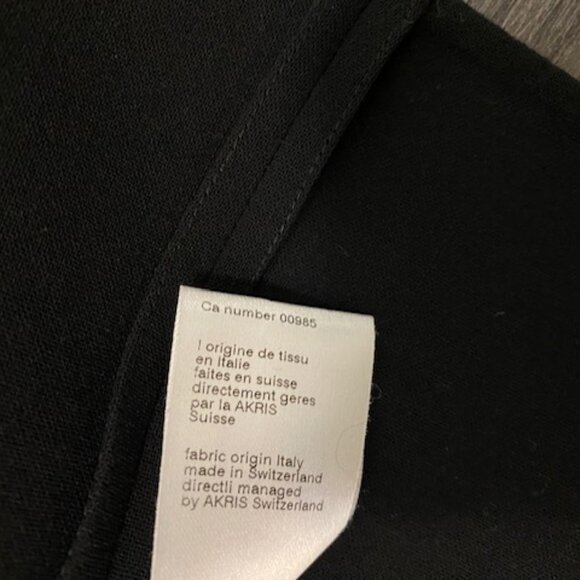 Ca number 00985
! origine de tissu
en Italie
faites en suisse
directement geres
par la AKRIS
Suisse
fabric origin Italy
made in Switzerland
directli managed
by AKRIS Switzerland